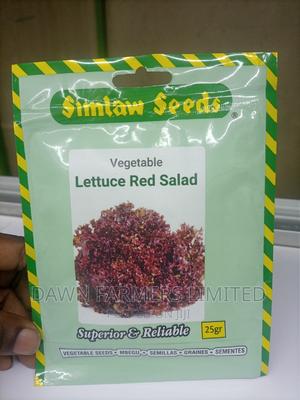 Simlaw Seeds
®
Vegetable
Lettuce Red Salad
DAWN FARMERS LIMITED
Superior & Reliable
25gr
VEGETABLE SEEDS • MBEGU • SEMILLAS • GRAINES • SEMENTES